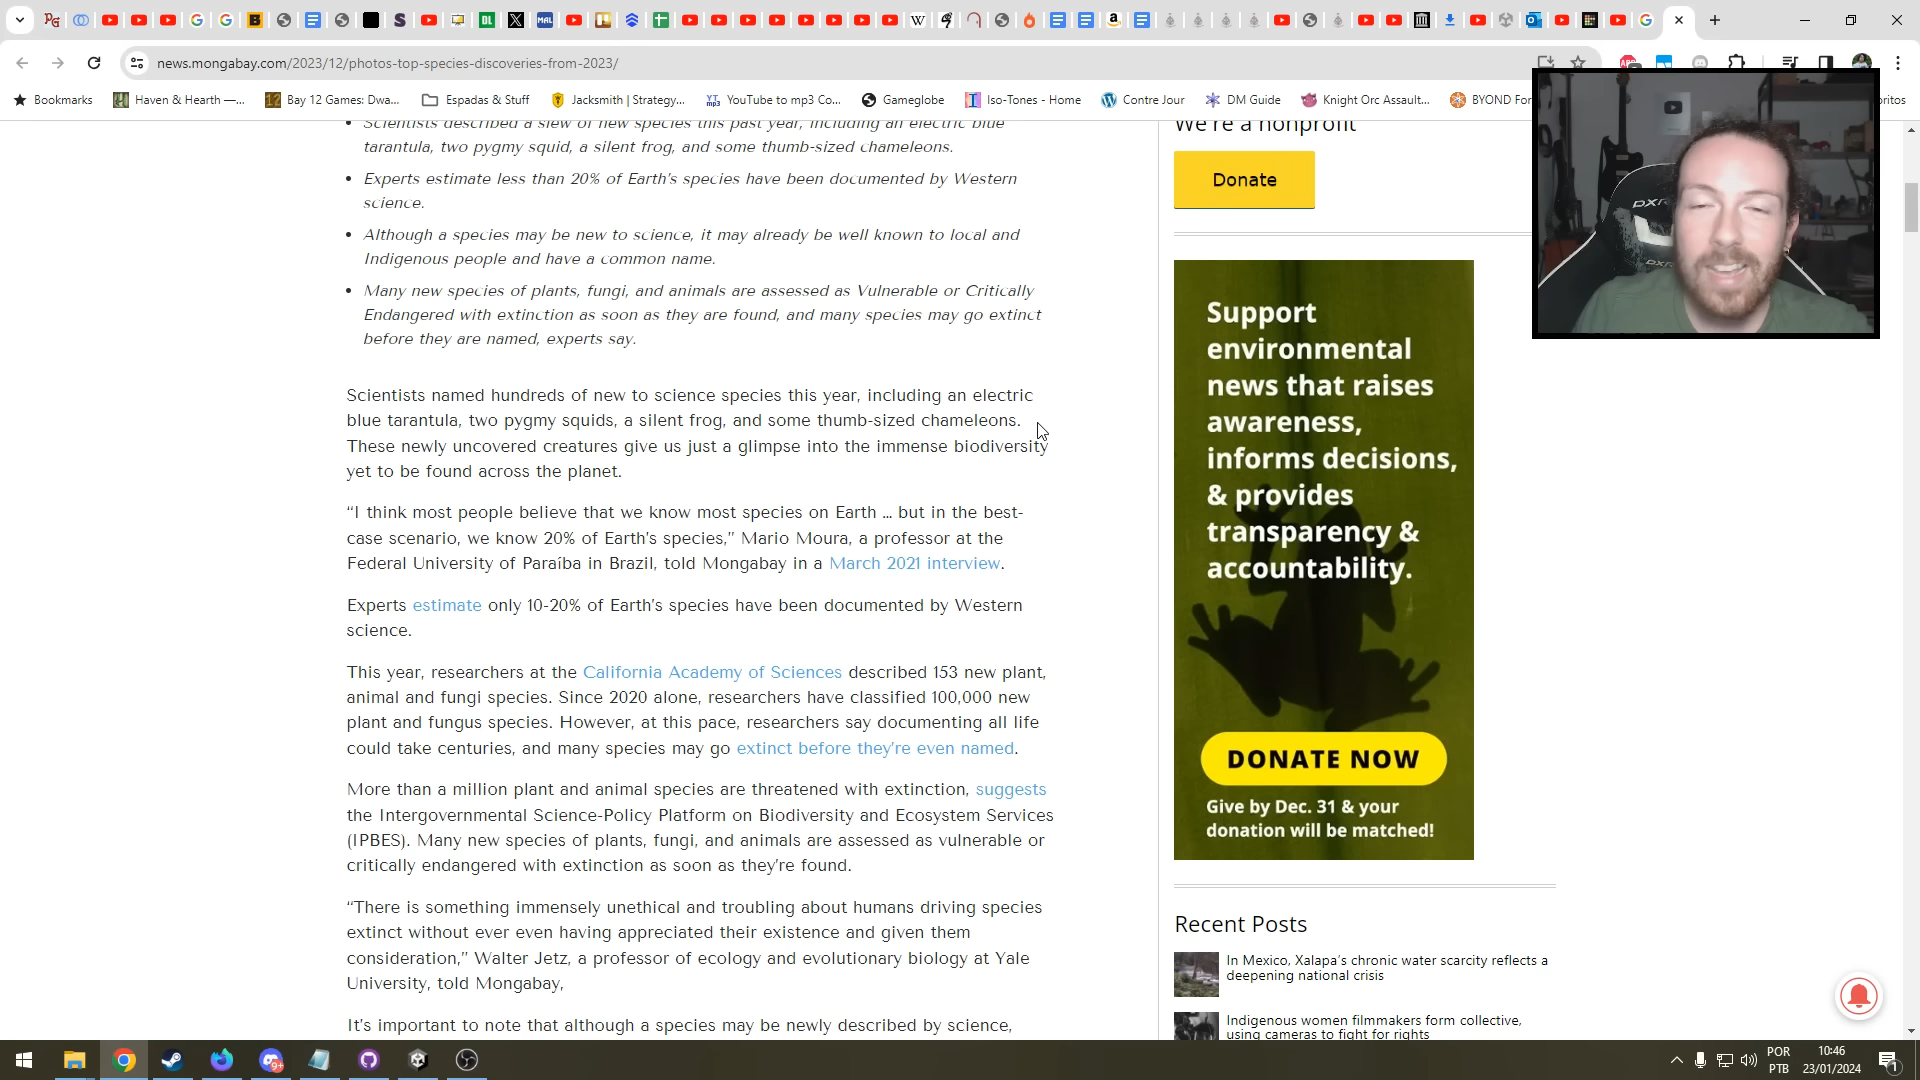 news.mongabay.com/2023/12/photos-top-species-discoveries-from-2023/
Bookmarks
Haven & Hearth —...
Bay 12 Games: Dwa...
Espadas & Stuff
Jacksmith | Strategy...
YouTube to mp3 Co...
Gameglobe
Iso-Tones - Home
Contre Jour
DM Guide
Knight Orc Assault...
BYOND For
Scientists described a slew of new species this past year, including an electric blue
tarantula, two pygmy squid, a silent frog, and some thumb-sized chameleons.
Experts estimate less than 20% of Earth's species have been documented by Western
science.
Although a species may be new to science, it may already be well known to local and
Indigenous people and have a common name.
Many new species of plants, fungi, and animals are assessed as Vulnerable or Critically
Endangered with extinction as soon as they are found, and many species may go extinct
before they are named, experts say.
Scientists named hundreds of new to science species this year, including an electric
blue tarantula, two pygmy squids, a silent frog, and some thumb-sized chameleons.
These newly uncovered creatures give us just a glimpse into the immense biodiversity
yet to be found across the planet.
“I think most people believe that we know most species on Earth … but in the best-
case scenario, we know 20% of Earth's species,” Mario Moura, a professor at the
Federal University of Paraíba in Brazil, told Mongabay in a March 2021 interview.
Experts estimate only 10-20% of Earth's species have been documented by Western
science.
This year, researchers at the California Academy of Sciences described 153 new plant,
animal and fungi species. Since 2020 alone, researchers have classified 100,000 new
plant and fungus species. However, at this pace, researchers say documenting all life
could take centuries, and many species may go extinct before they're even named.
More than a million plant and animal species are threatened with extinction, suggests
the Intergovernmental Science-Policy Platform on Biodiversity and Ecosystem Services
(IPBES). Many new species of plants, fungi, and animals are assessed as vulnerable or
critically endangered with extinction as soon as they're found.
“There is something immensely unethical and troubling about humans driving species
extinct without ever even having appreciated their existence and given them
consideration,” Walter Jetz, a professor of ecology and evolutionary biology at Yale
University, told Mongabay,
It's important to note that although a species may be newly described by science,
We're a nonprofit
Donate
Support
environmental
news that raises
awareness,
informs decisions,
& provides
transparency &
accountability.
DONATE NOW
Give by Dec. 31 & your
donation will be matched!
Recent Posts
In Mexico, Xalapa's chronic water scarcity reflects a
deepening national crisis
Indigenous women filmmakers form collective,
using cameras to fight for rights
POR
PTB
10:46
23/01/2024